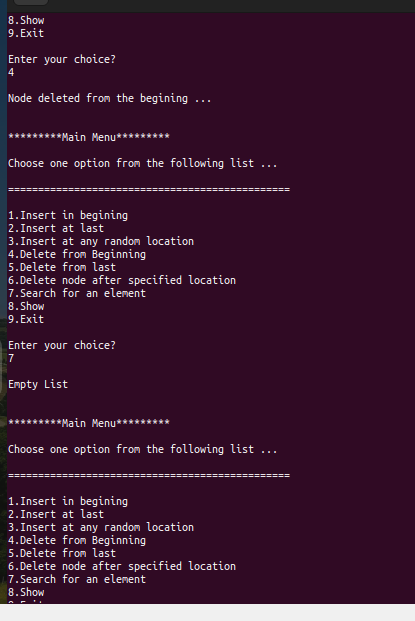 8.Show
9.Exit
Enter your choice?
4
Node deleted from the begining ...
*********Main Menu*********
Choose one option from the following list ...
===============================================
1.Insert in begining
2.Insert at last
3.Insert at any random location
4.Delete from Beginning
5.Delete from last
6.Delete node after specified location
7.Search for an element
8.Show
9.Exit
Enter your choice?
7
Empty List
*********Main Menu*********
Choose one option from the following list ...
===============================================
1.Insert in begining
2.Insert at last
3.Insert at any random location
4.Delete from Beginning
5.Delete from last
6.Delete node after specified location
7.Search for an element
8.Show
9.Exit